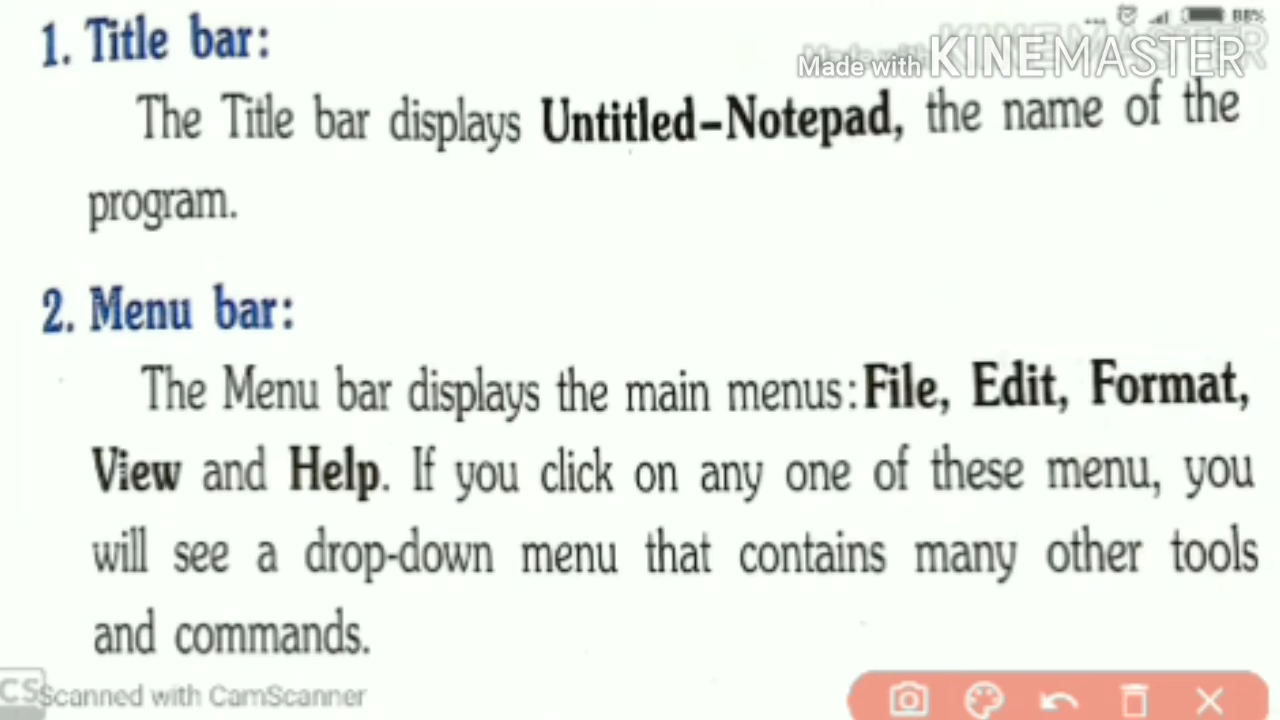 ... 88%
Made with KINEMASTER
1. Title bar:
The Title bar displays Untitled–Notepad, the name of the
program.
2. Menu bar:
The Menu bar displays the main menus: File, Edit, Format,
View and Help. If you click on any one of these menu, you
will see a drop-down menu that contains many other tools
and commands.
CS Scanned with CamScanner